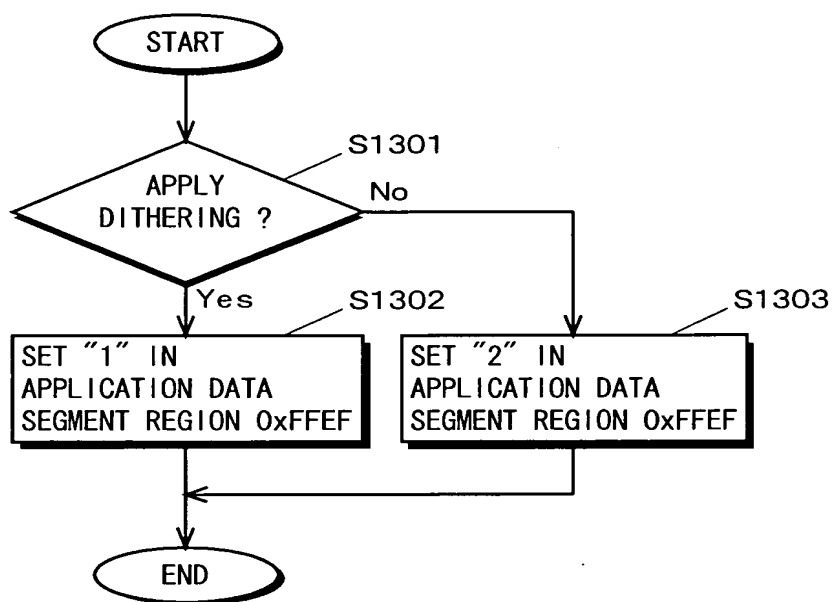 START
S1301
APPLY
DITHERING ?
No
Yes
S1302
SET "1" IN
APPLICATION DATA
SEGMENT REGION 0xFFEF
S1303
SET "2" IN
APPLICATION DATA
SEGMENT REGION 0xFFEF
END